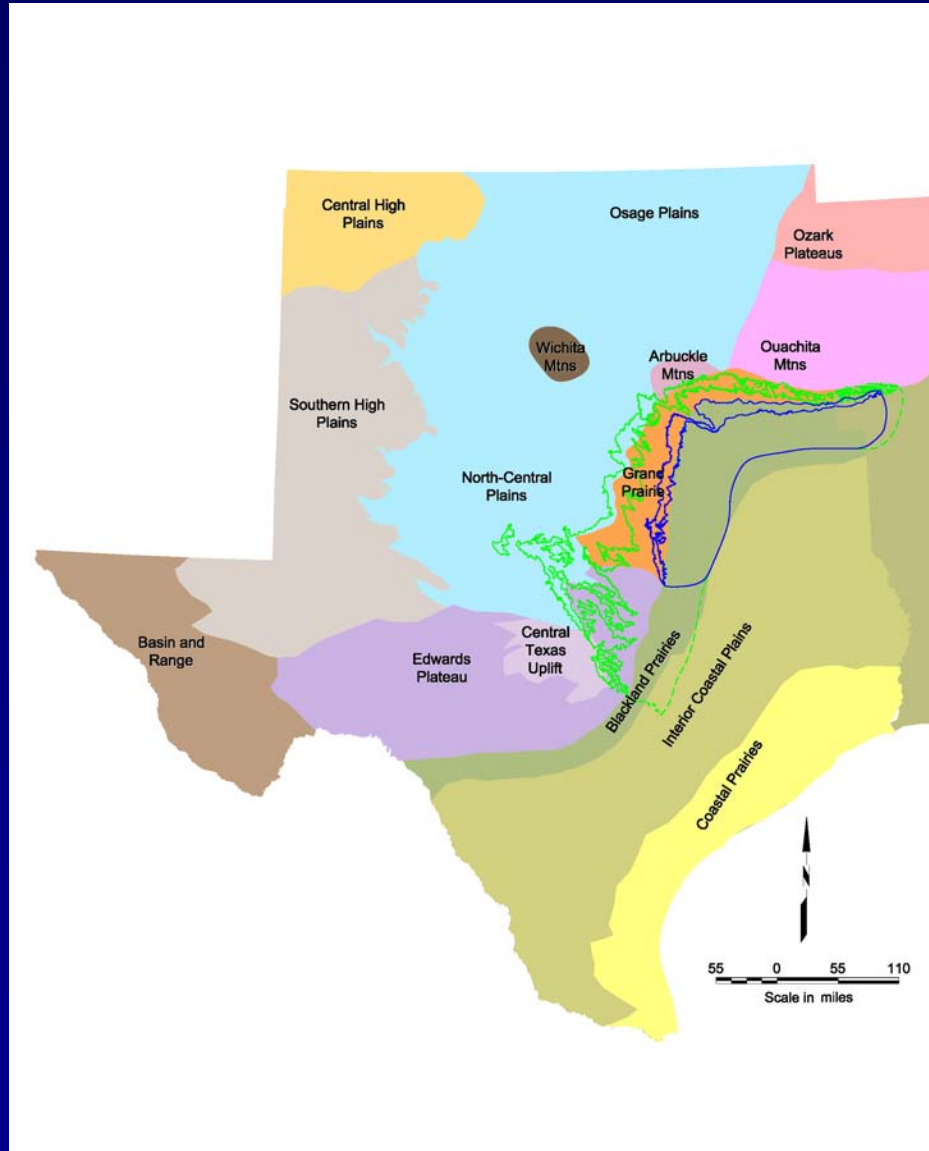 Central High
Plains
Osage Plains
Ozark
Plateaus
Wichita
Mtns
Arbuckle
Mtns
Ouachita
Mtns
Southern High
Plains
North-Central
Plains
Grand
Prairie
Basin and
Range
Edwards
Plateau
Central
Texas
Uplift
Blackland Prairies
Interior Coastal Plains
Coastal Prairies
N
55 0 55 110
Scale in miles